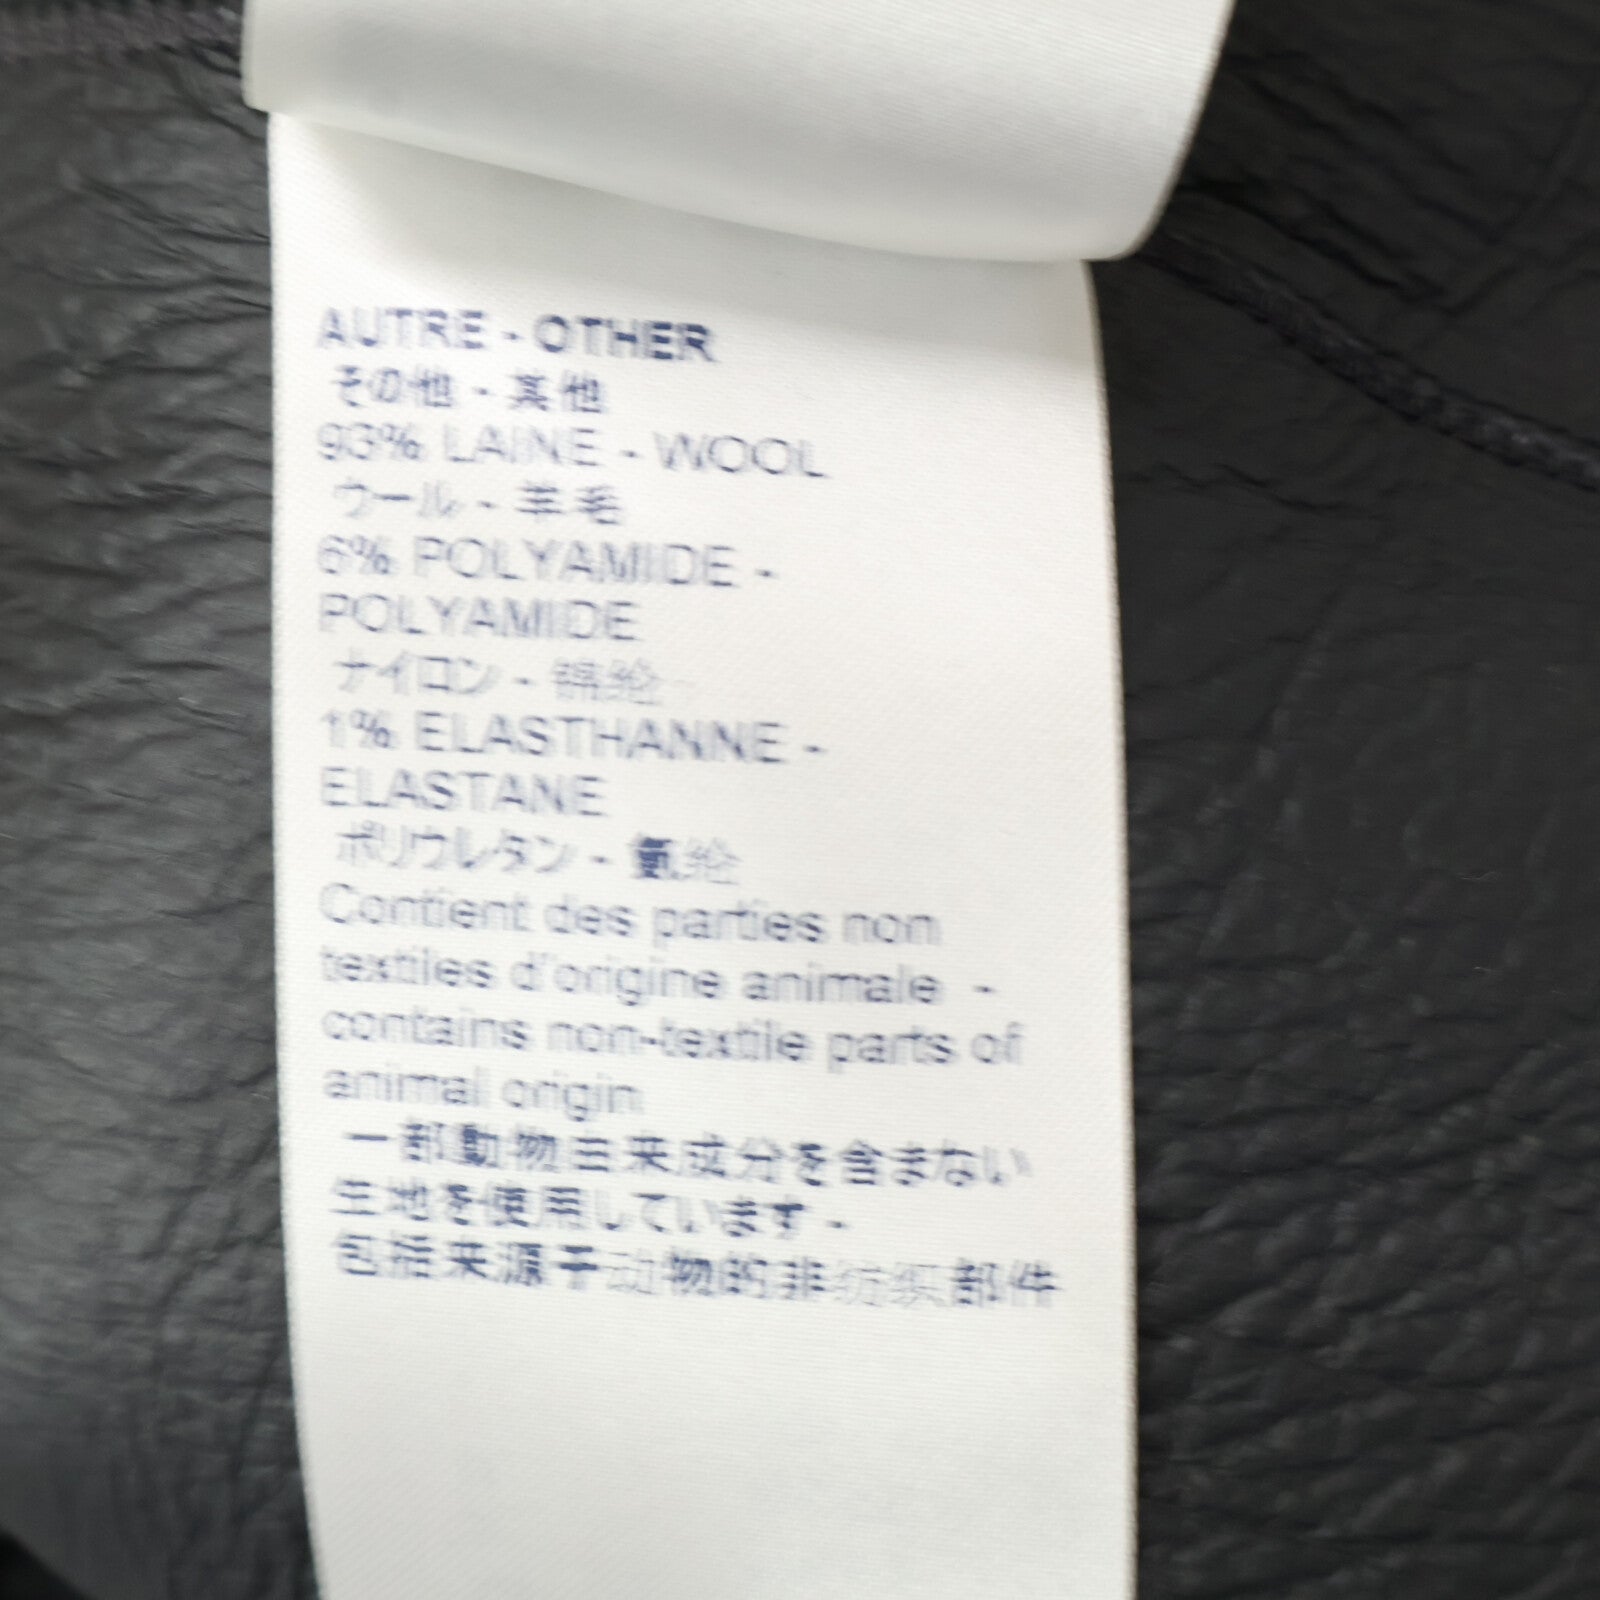 AUTRE - OTHER
その他 - 其他
93% LAINE - WOOL
ウール - 羊毛
6% POLYAMIDE -
POLYAMIDE
ナイロン - 锦纶
1% ELASTHANNE -
ELASTANE
ポリウレタン - 氨纶
Contient des parties non
textiles d'origine animale -
contains non-textile parts of
animal origin
一部動物由来成分を含まない
生地を使用しています -
包括来源于动物的非纺织部件